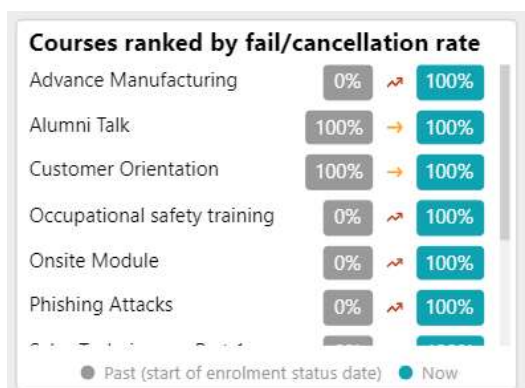 Courses ranked by fail/cancellation rate
Advance Manufacturing 0% 100%
Alumni Talk 100% 100%
Customer Orientation 100% 100%
Occupational safety training 0% 100%
Onsite Module 0% 100%
Phishing Attacks 0% 100%
Past (start of enrolment status date) Now